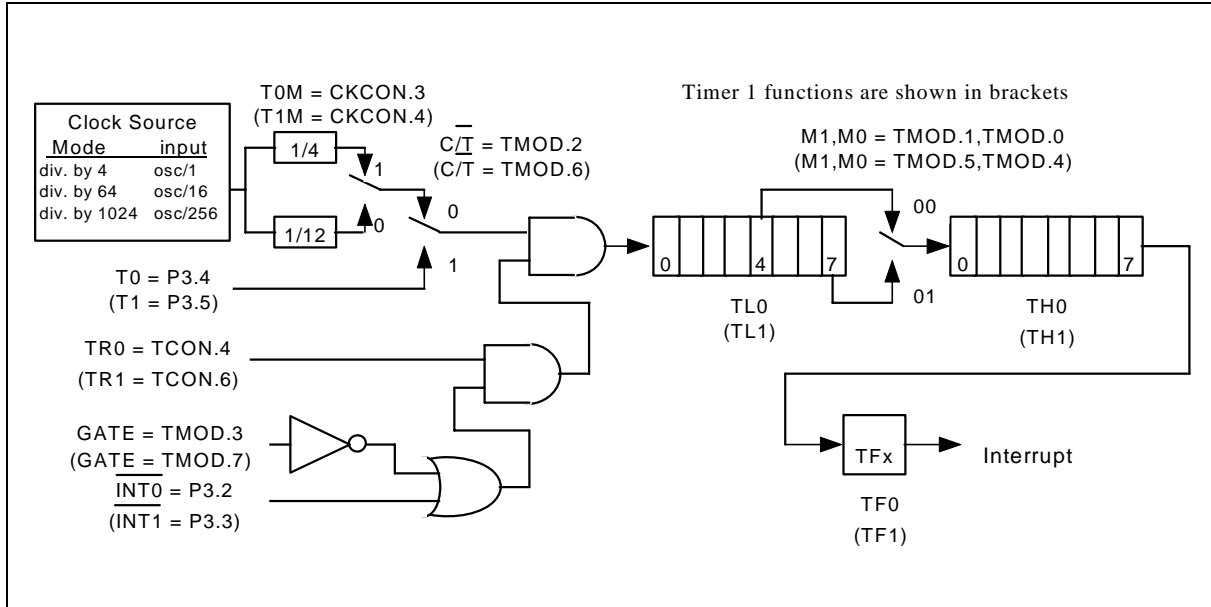 T0M = CKCON.3
(T1M = CKCON.4)
Timer 1 functions are shown in brackets
Clock Source
Mode input
div. by 4 osc/1
div. by 64 osc/16
div. by 1024 osc/256
1/4
1/12
1
0
C/T = TMOD.2
(C/T = TMOD.6)
0
1
M1,M0 = TMOD.1,TMOD.0
(M1,M0 = TMOD.5,TMOD.4)
00
01
0 4 7
0 7
T0 = P3.4
(T1 = P3.5)
TL0
(TL1)
TH0
(TH1)
TR0 = TCON.4
(TR1 = TCON.6)
GATE = TMOD.3
(GATE = TMOD.7)
INT0 = P3.2
(INT1 = P3.3)
TFx
Interrupt
TF0
(TF1)